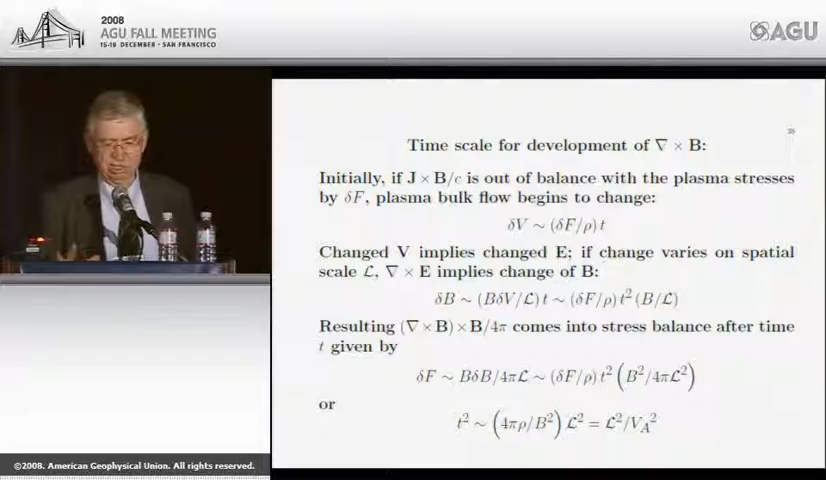 2008
AGU FALL MEETING
15-19 DECEMBER · SAN FRANCISCO
AGU
Time scale for development of ∇ × B:
Initially, if J × B/c is out of balance with the plasma stresses
by δF, plasma bulk flow begins to change:
δV ∼ (δF/ρ) t
Changed V implies changed E; if change varies on spatial
scale ℒ, ∇ × E implies change of B:
δB ∼ (BδV/ℒ) t ∼ (δF/ρ) t² (B/ℒ)
Resulting (∇ × B) × B/4π comes into stress balance after time
t given by
δF ∼ BδB/4πℒ ∼ (δF/ρ) t² (B²/4πℒ²)
or
t² ∼ (4πρ/B²) ℒ² = ℒ²/V_A²
©2008. American Geophysical Union. All rights reserved.